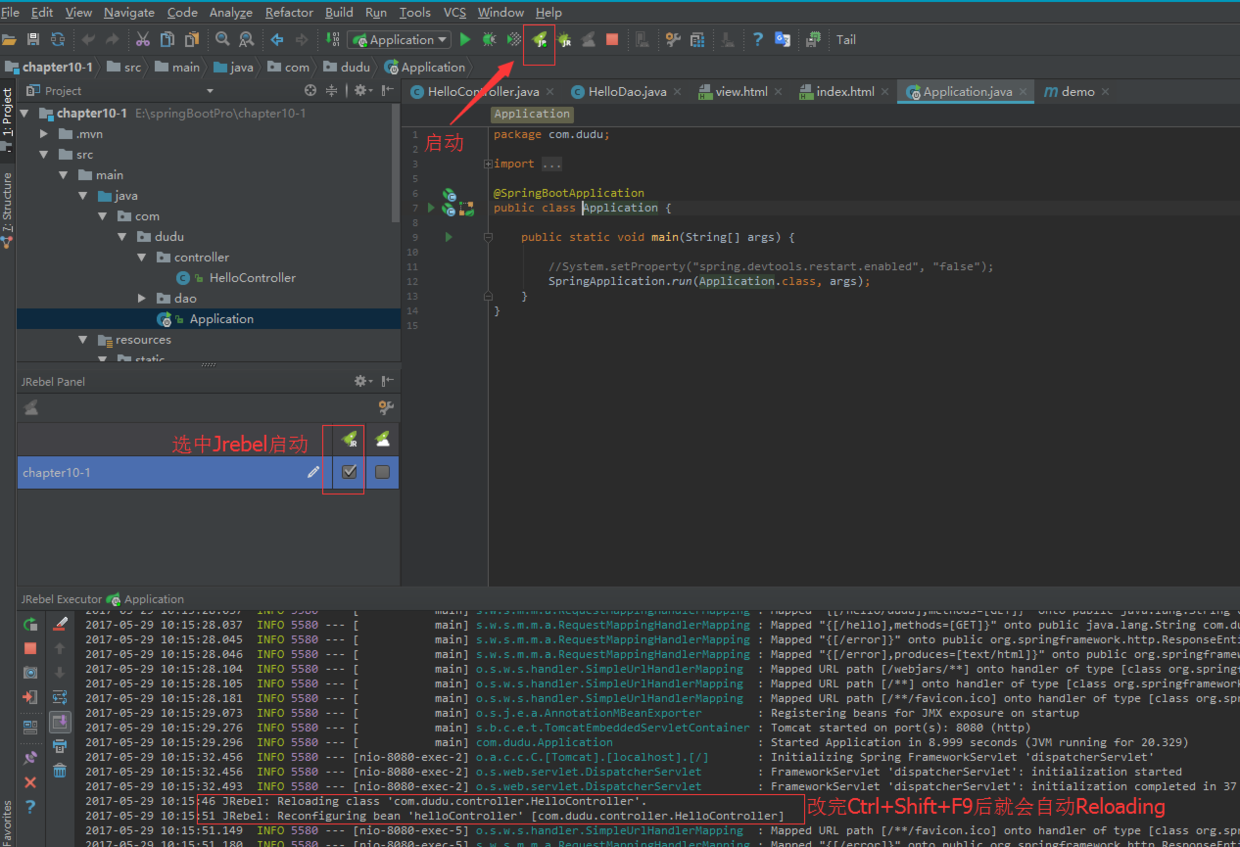 File Edit View Navigate Code Analyze Refactor Build Run Tools VCS Window Help
Application Tail
chapter10-1 src main java com dudu Application
1: Project
Project
chapter10-1 E:\springBootPro\chapter10-1
.mvn
src
main
java
com
dudu
controller
HelloController
dao
Application
resources
static
7: Structure
HelloController.java HelloDao.java view.html index.html Application.java demo
启动
Application
1 package com.dudu;
2
3 import ...
5
6 @SpringBootApplication
7 public class Application {
8
9 public static void main(String[] args) {
10
11 //System.setProperty("spring.devtools.restart.enabled", "false");
12 SpringApplication.run(Application.class, args);
13 }
14 }
15
JRebel Panel
选中Jrebel启动
chapter10-1
JRebel Executor Application
2017-05-29 10:15:28.037 INFO 5580 --- [ main] s.w.s.m.m.a.RequestMappingHandlerMapping : Mapped "{[/hello/dudu],methods=[GET]}" onto public java.lang.String
2017-05-29 10:15:28.037 INFO 5580 --- [ main] s.w.s.m.m.a.RequestMappingHandlerMapping : Mapped "{[/hello],methods=[GET]}" onto public java.lang.String com.du
2017-05-29 10:15:28.045 INFO 5580 --- [ main] s.w.s.m.m.a.RequestMappingHandlerMapping : Mapped "{[/error]}" onto public org.springframework.http.ResponseEnti
2017-05-29 10:15:28.046 INFO 5580 --- [ main] s.w.s.m.m.a.RequestMappingHandlerMapping : Mapped "{[/error],produces=[text/html]}" onto public org.springframew
2017-05-29 10:15:28.104 INFO 5580 --- [ main] o.s.w.s.handler.SimpleUrlHandlerMapping : Mapped URL path [/webjars/**] onto handler of type [class org.spring
2017-05-29 10:15:28.105 INFO 5580 --- [ main] o.s.w.s.handler.SimpleUrlHandlerMapping : Mapped URL path [/**] onto handler of type [class org.springframework
2017-05-29 10:15:28.181 INFO 5580 --- [ main] o.s.w.s.handler.SimpleUrlHandlerMapping : Mapped URL path [/**/favicon.ico] onto handler of type [class org.spr
2017-05-29 10:15:29.073 INFO 5580 --- [ main] o.s.j.e.a.AnnotationMBeanExporter : Registering beans for JMX exposure on startup
2017-05-29 10:15:29.276 INFO 5580 --- [ main] s.b.c.e.t.TomcatEmbeddedServletContainer : Tomcat started on port(s): 8080 (http)
2017-05-29 10:15:29.296 INFO 5580 --- [ main] com.dudu.Application : Started Application in 8.999 seconds (JVM running for 20.329)
2017-05-29 10:15:32.456 INFO 5580 --- [nio-8080-exec-2] o.a.c.c.C.[Tomcat].[localhost].[/] : Initializing Spring FrameworkServlet 'dispatcherServlet'
2017-05-29 10:15:32.456 INFO 5580 --- [nio-8080-exec-2] o.s.web.servlet.DispatcherServlet : FrameworkServlet 'dispatcherServlet': initialization started
2017-05-29 10:15:32.493 INFO 5580 --- [nio-8080-exec-2] o.s.web.servlet.DispatcherServlet : FrameworkServlet 'dispatcherServlet': initialization completed in 37
2017-05-29 10:15:46 JRebel: Reloading class 'com.dudu.controller.HelloController'.
2017-05-29 10:15:51 JRebel: Reconfiguring bean 'helloController' [com.dudu.controller.HelloController]
改完Ctrl+Shift+F9后就会自动Reloading
2017-05-29 10:15:51.149 INFO 5580 --- [nio-8080-exec-5] o.s.w.s.handler.SimpleUrlHandlerMapping : Mapped URL path [/**/favicon.ico] onto handler of type [class org.spr
Favorites